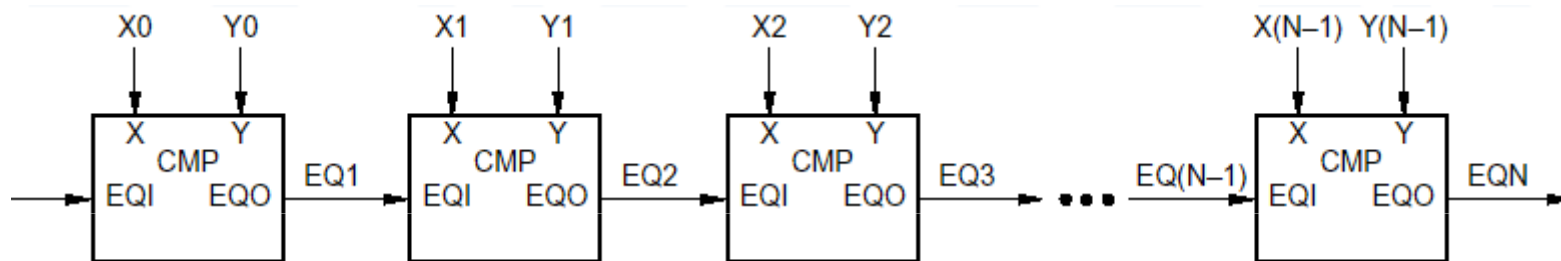 X0 Y0 X1 Y1 X2 Y2 X(N–1) Y(N–1)
X Y X Y X Y X Y
CMP CMP CMP CMP
EQ1 EQ2 EQ3 EQ(N–1) EQN
EQI EQO EQI EQO EQI EQO EQI EQO